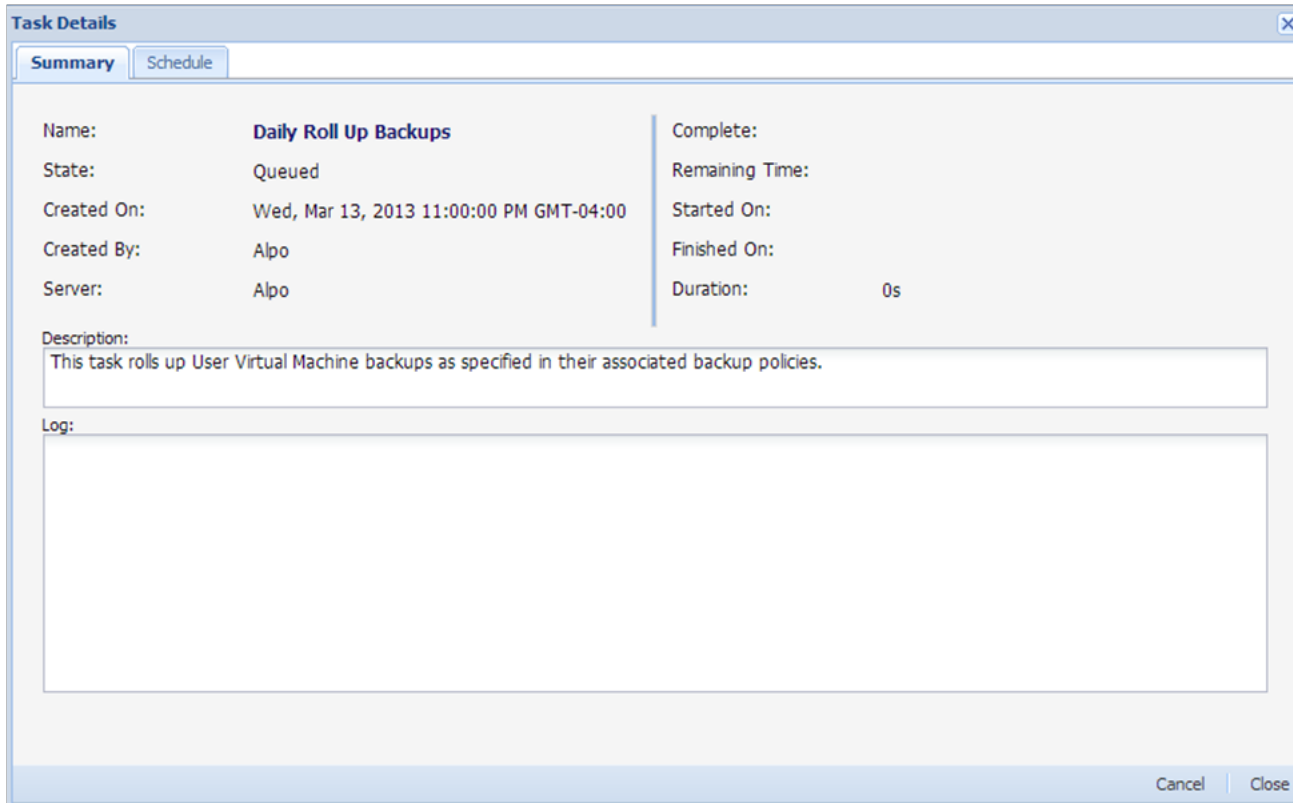 Task Details
Summary
Schedule
Name: Daily Roll Up Backups
State: Queued
Created On: Wed, Mar 13, 2013 11:00:00 PM GMT-04:00
Created By: Alpo
Server: Alpo
Complete:
Remaining Time:
Started On:
Finished On:
Duration: 0s
Description:
This task rolls up User Virtual Machine backups as specified in their associated backup policies.
Log:
Cancel
Close